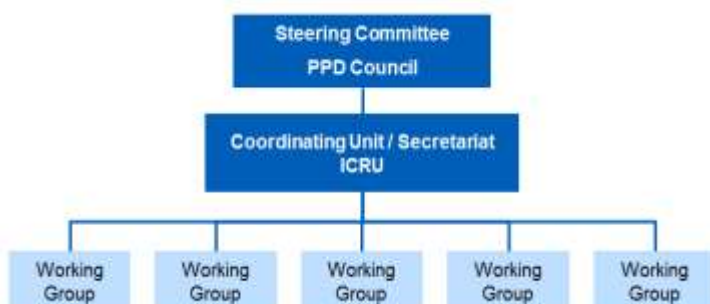 Steering Committee
PPD Council
Coordinating Unit / Secretariat
ICRU
Working Group
Working Group
Working Group
Working Group
Working Group